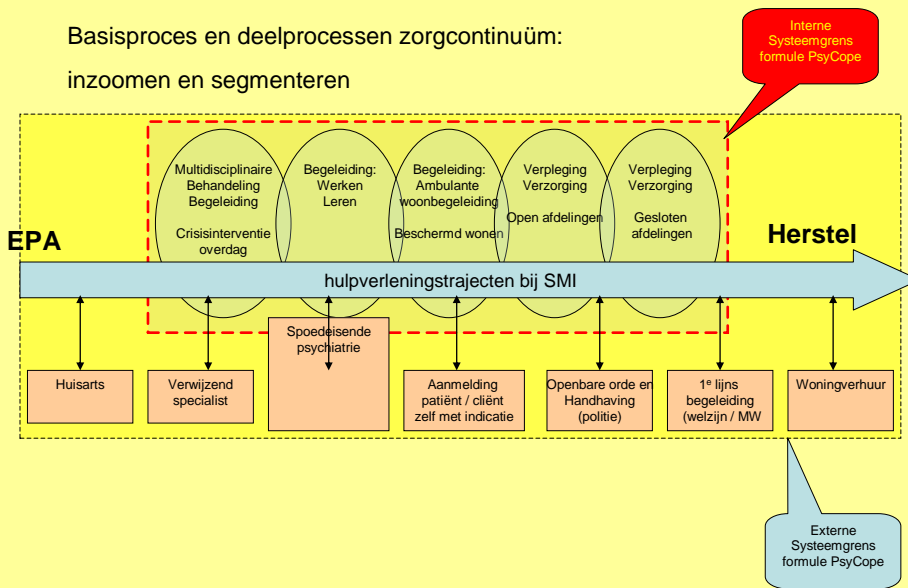 Basisproces en deelprocessen zorgcontinuüm:
inzoomen en segmenteren
Interne
Systeemgrens
formule PsyCope
Multidisciplinaire
Behandeling
Begeleiding
Crisisinterventie
overdag
Begeleiding:
Werken
Leren
Begeleiding:
Ambulante
woonbegeleiding
Beschermd wonen
Verpleging
Verzorging
Open afdelingen
Verpleging
Verzorging
Gesloten
afdelingen
EPA
Herstel
hulpverleningstrajecten bij SMI
Huisarts
Verwijzend
specialist
Spoedeisende
psychiatrie
Aanmelding
patiënt / cliënt
zelf met indicatie
Openbare orde en
Handhaving
(politie)
1e lijns
begeleiding
(welzijn / MW
Woningverhuur
Externe
Systeemgrens
formule PsyCope